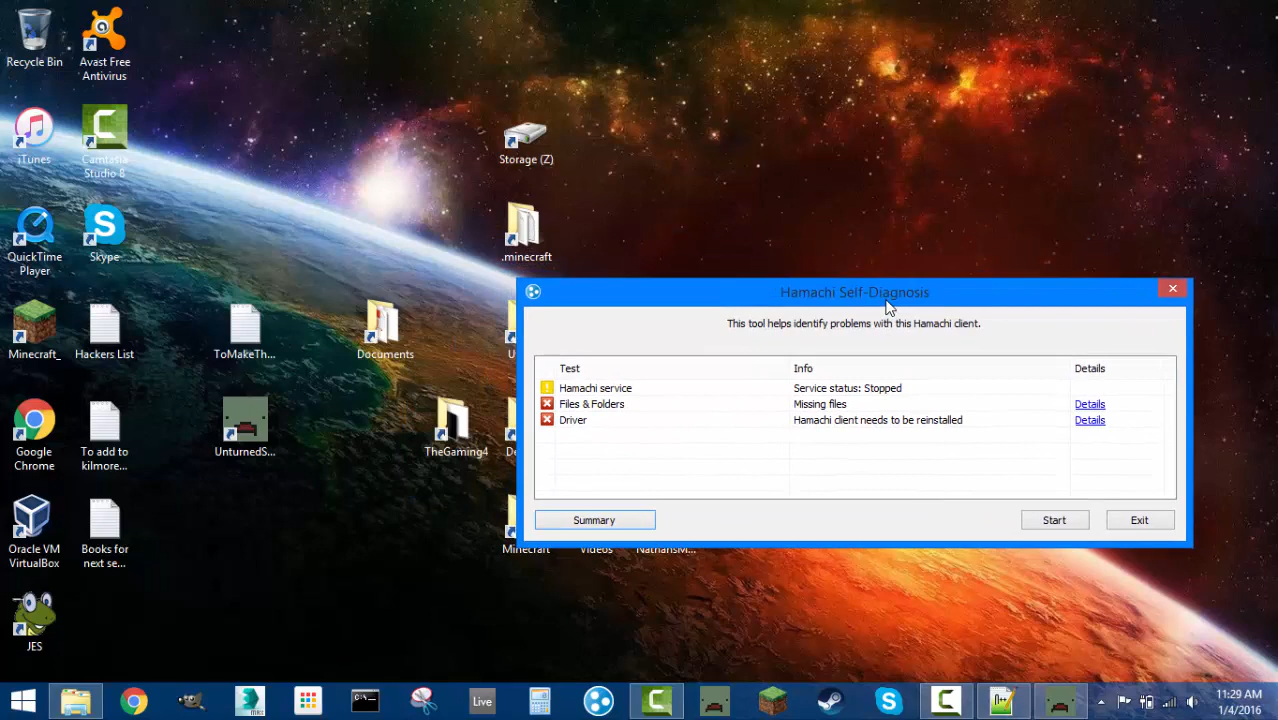 Recycle Bin
Avast Free
Antivirus
iTunes
Camtasia
Studio 8
Storage (Z)
QuickTime
Player
Skype
.minecraft
Minecraft_
Hackers List
ToMakeTh...
Documents
Google
Chrome
To add to
kilmore...
UnturnedS...
TheGaming4
Oracle VM
VirtualBox
Books for
next se...
Minecraft
Videos
NathansM...
JES
Hamachi Self-Diagnosis
This tool helps identify problems with this Hamachi client.
Test Info Details
Hamachi service Service status: Stopped
Files & Folders Missing files Details
Driver Hamachi client needs to be reinstalled Details
Summary Start Exit
Live
11:29 AM
1/4/2016